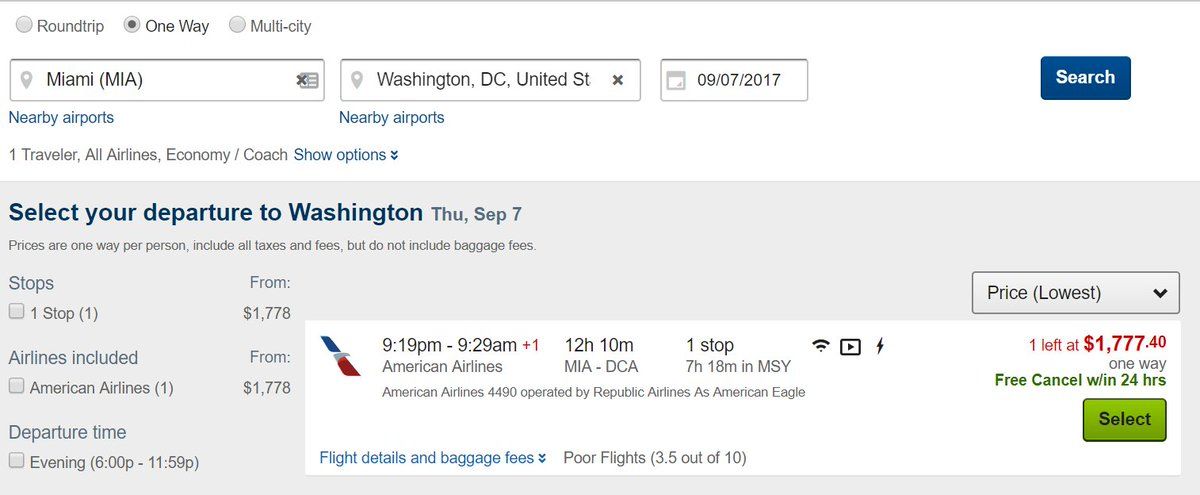 Roundtrip One Way Multi-city
Miami (MIA) Washington, DC, United St 09/07/2017 Search
Nearby airports Nearby airports
1 Traveler, All Airlines, Economy / Coach Show options
Select your departure to Washington Thu, Sep 7
Prices are one way per person, include all taxes and fees, but do not include baggage fees.
Stops From:
1 Stop (1) $1,778
Airlines included From:
American Airlines (1) $1,778
Departure time
Evening (6:00p - 11:59p)
Price (Lowest)
9:19pm - 9:29am +1 12h 10m 1 stop 1 left at $1,777.40
American Airlines MIA - DCA 7h 18m in MSY one way
American Airlines 4490 operated by Republic Airlines As American Eagle Free Cancel w/in 24 hrs
Select
Flight details and baggage fees Poor Flights (3.5 out of 10)